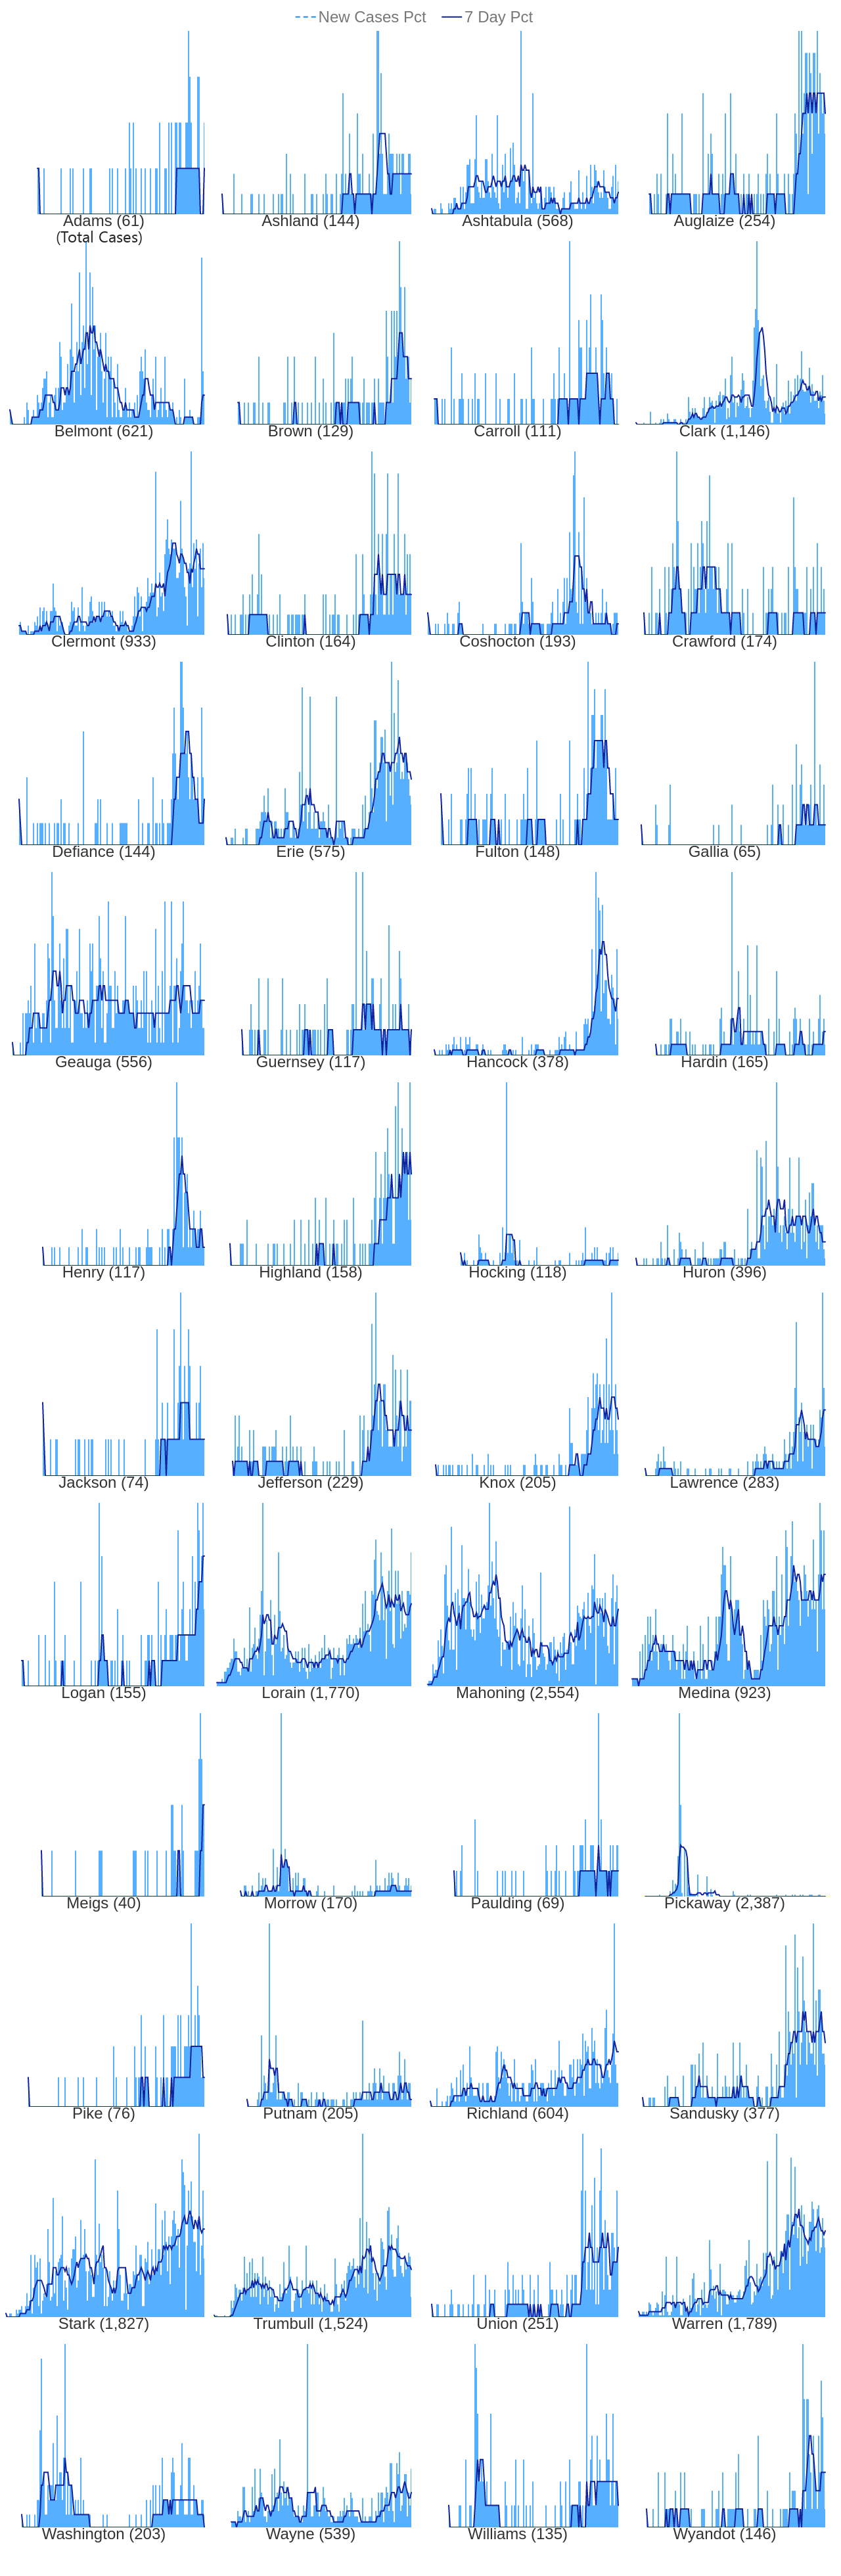 New Cases Pct 7 Day Pct
Adams (61) Ashland (144) Ashtabula (568) Auglaize (254)
(Total Cases)
Belmont (621) Brown (129) Carroll (111) Clark (1,146)
Clermont (933) Clinton (164) Coshocton (193) Crawford (174)
Defiance (144) Erie (575) Fulton (148) Gallia (65)
Geauga (556) Guernsey (117) Hancock (378) Hardin (165)
Henry (117) Highland (158) Hocking (118) Huron (396)
Jackson (74) Jefferson (229) Knox (205) Lawrence (283)
Logan (155) Lorain (1,770) Mahoning (2,554) Medina (923)
Meigs (40) Morrow (170) Paulding (69) Pickaway (2,387)
Pike (76) Putnam (205) Richland (604) Sandusky (377)
Stark (1,827) Trumbull (1,524) Union (251) Warren (1,789)
Washington (203) Wayne (539) Williams (135) Wyandot (146)